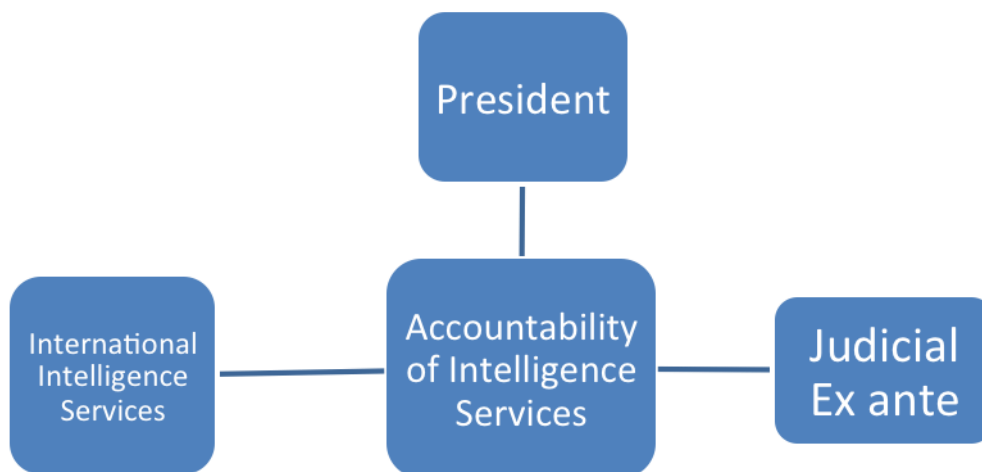 President
International
Intelligence
Services
Accountability
of Intelligence
Services
Judicial
Ex ante